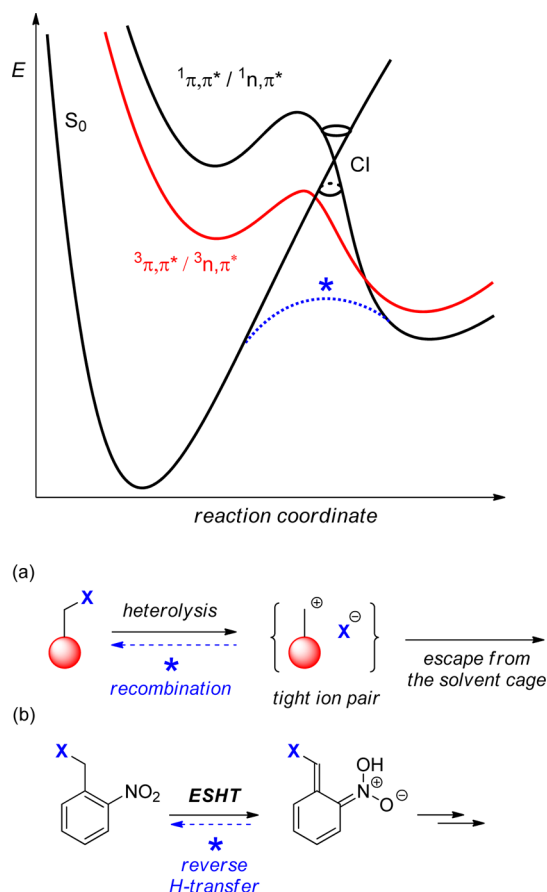 E
¹π,π* / ¹n,π*
S₀
CI
³π,π* / ³n,π*
*
reaction coordinate
(a)
X
heterolysis
*
recombination
⊕
X⊖
tight ion pair
escape from
the solvent cage
(b)
X
NO₂
ESHT
*
reverse
H-transfer
X
OH
N⊕
O⊖